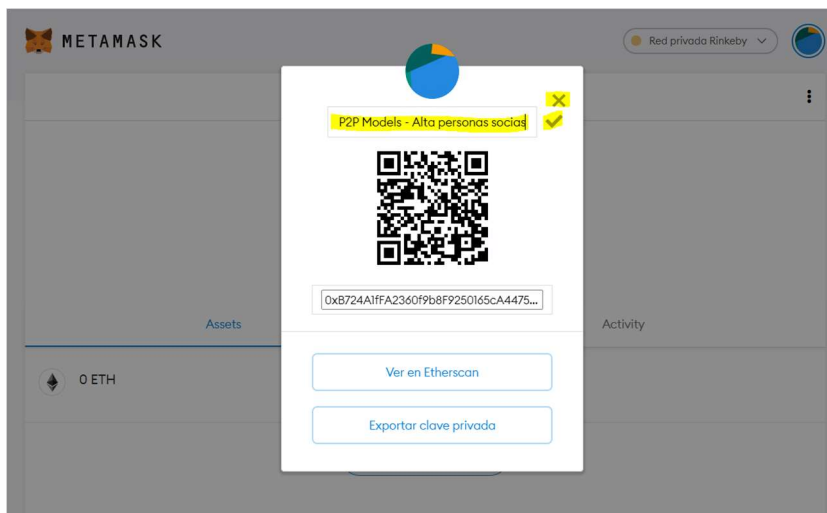 METAMASK
Red privada Rinkeby
P2P Models - Alta personas socias
0xB724A1fFA2360f9b8F9250165cA4475...
Assets
Activity
0 ETH
Ver en Etherscan
Exportar clave privada